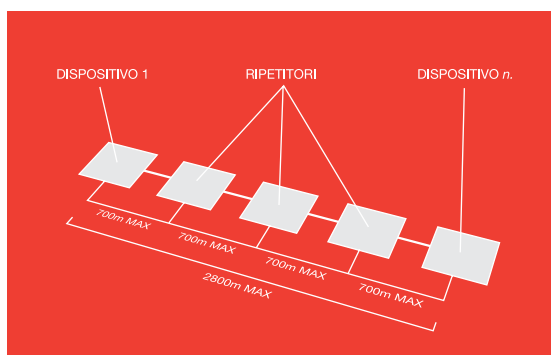 DISPOSITIVO 1
RIPETITORI
DISPOSITIVO n.
700m MAX
700m MAX
700m MAX
700m MAX
2800m MAX